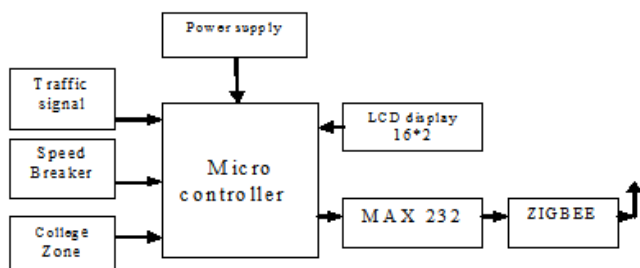 Power supply
Traffic
signal
Speed
Breaker
College
Zone
Micro
controller
LCD display
16*2
MAX 232
ZIGBEE